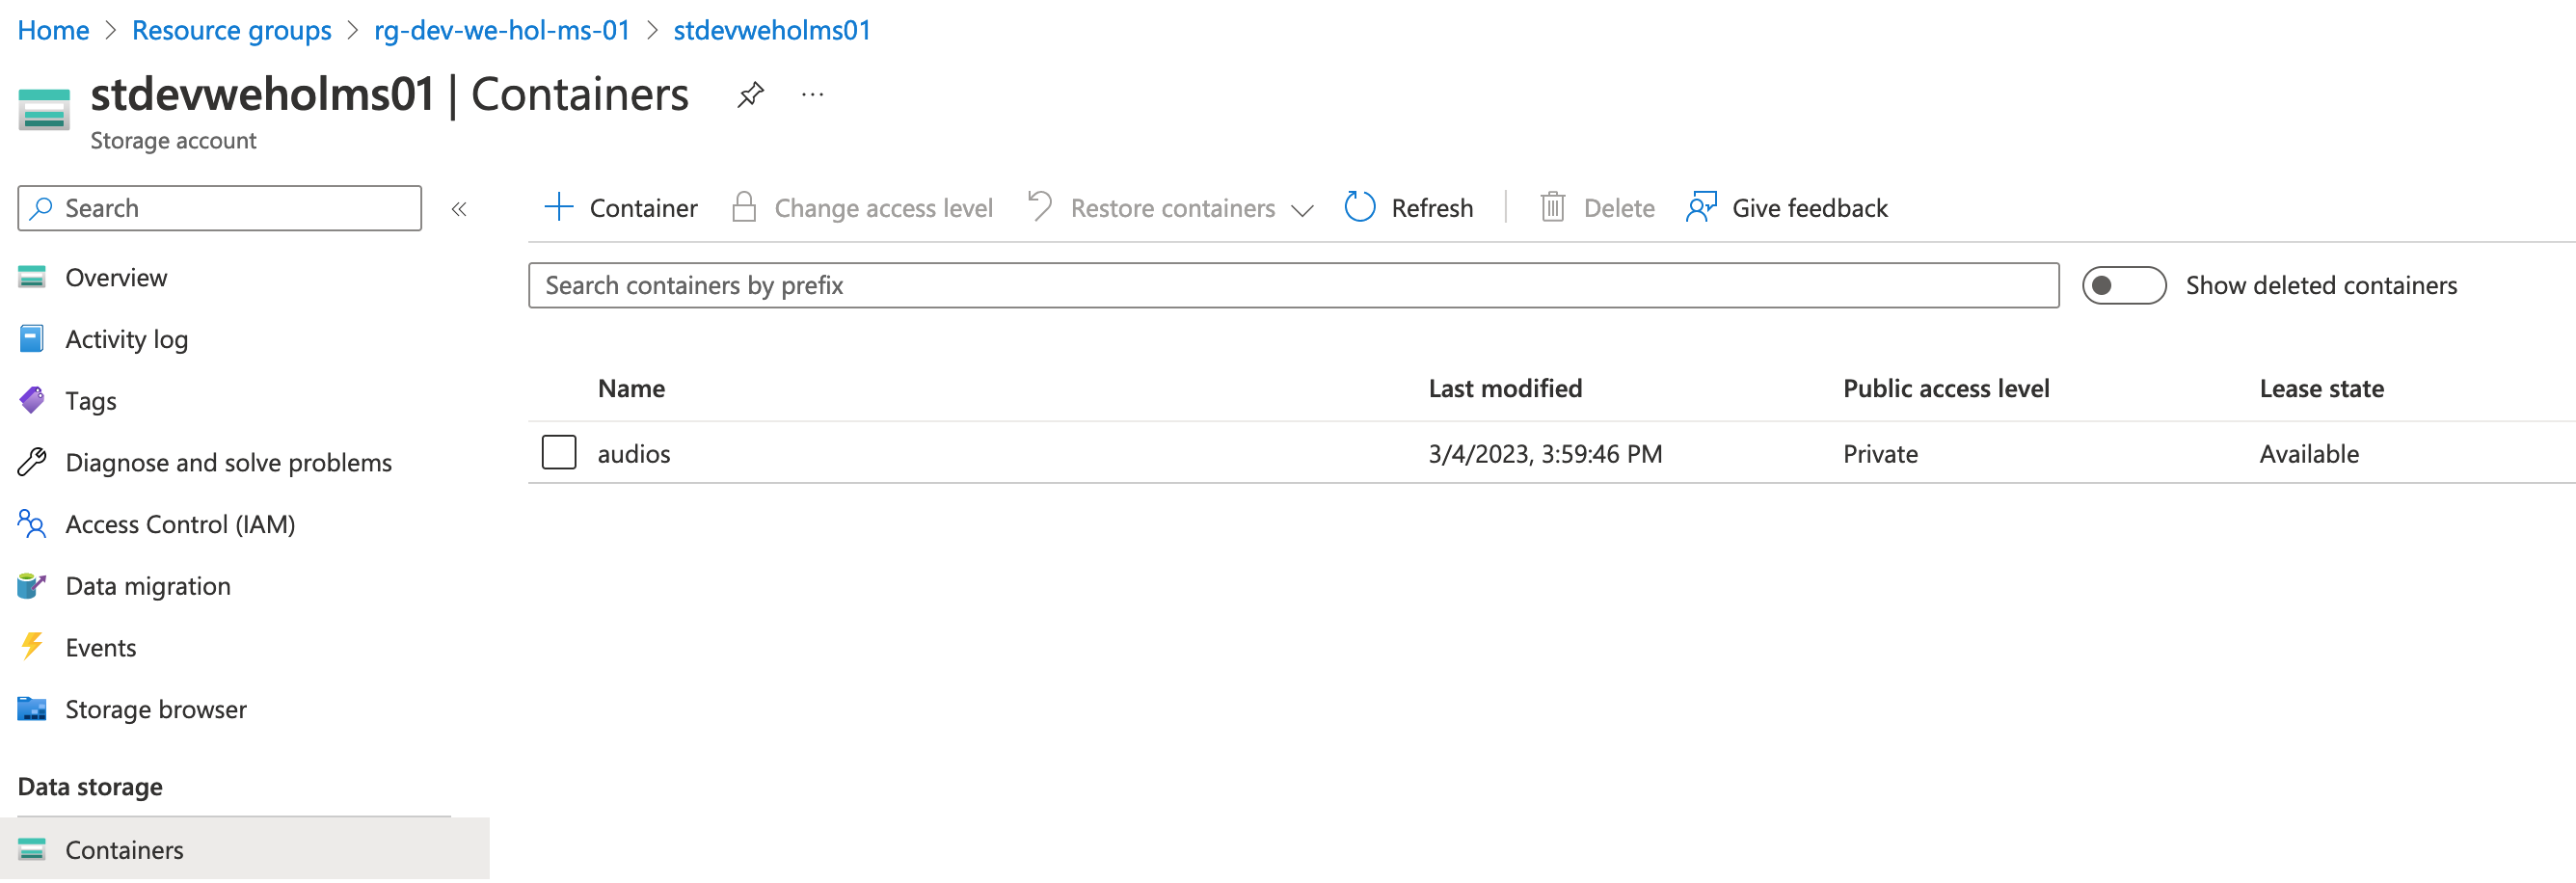 Home > Resource groups > rg-dev-we-hol-ms-01 > stdevweholms01
stdevweholms01 | Containers ...
Storage account
Search «
Container Change access level Restore containers Refresh Delete Give feedback
Search containers by prefix Show deleted containers
Overview
Activity log
Tags
Diagnose and solve problems
Access Control (IAM)
Data migration
Events
Storage browser
Data storage
Containers
Name Last modified Public access level Lease state
audios 3/4/2023, 3:59:46 PM Private Available